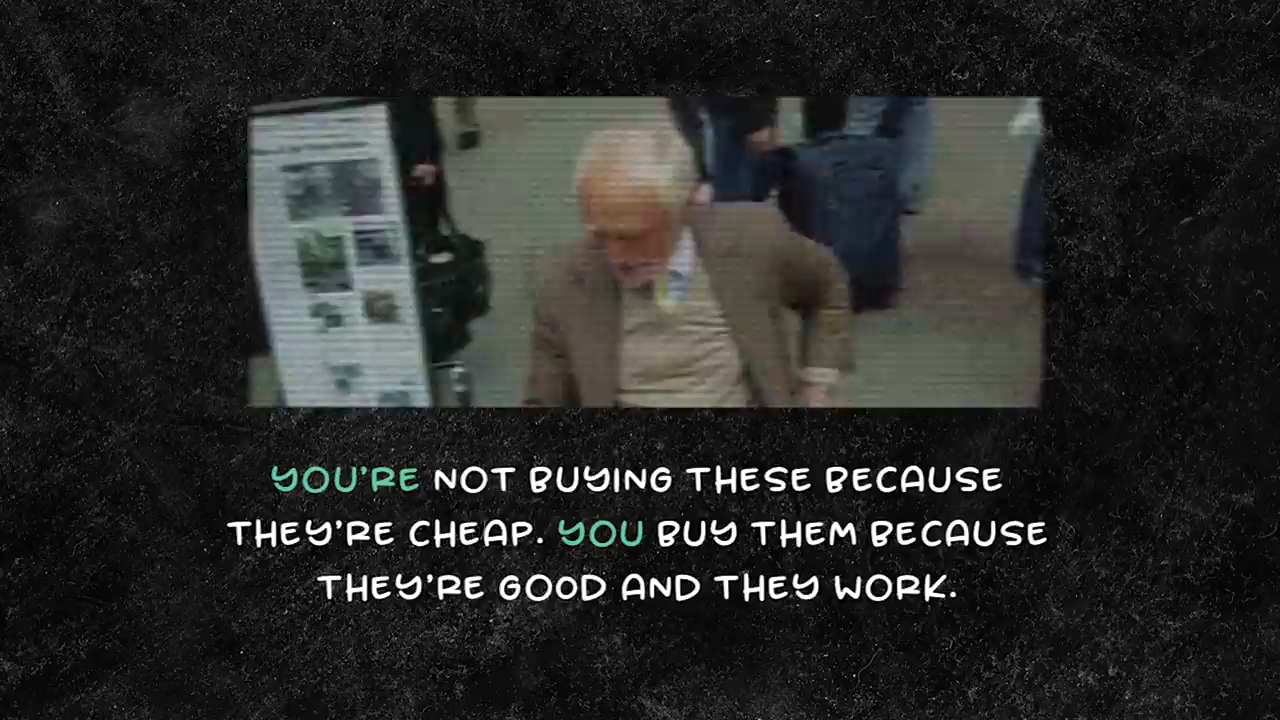 YOU'RE NOT BUYING THESE BECAUSE
THEY'RE CHEAP. YOU BUY THEM BECAUSE
THEY'RE GOOD AND THEY WORK.